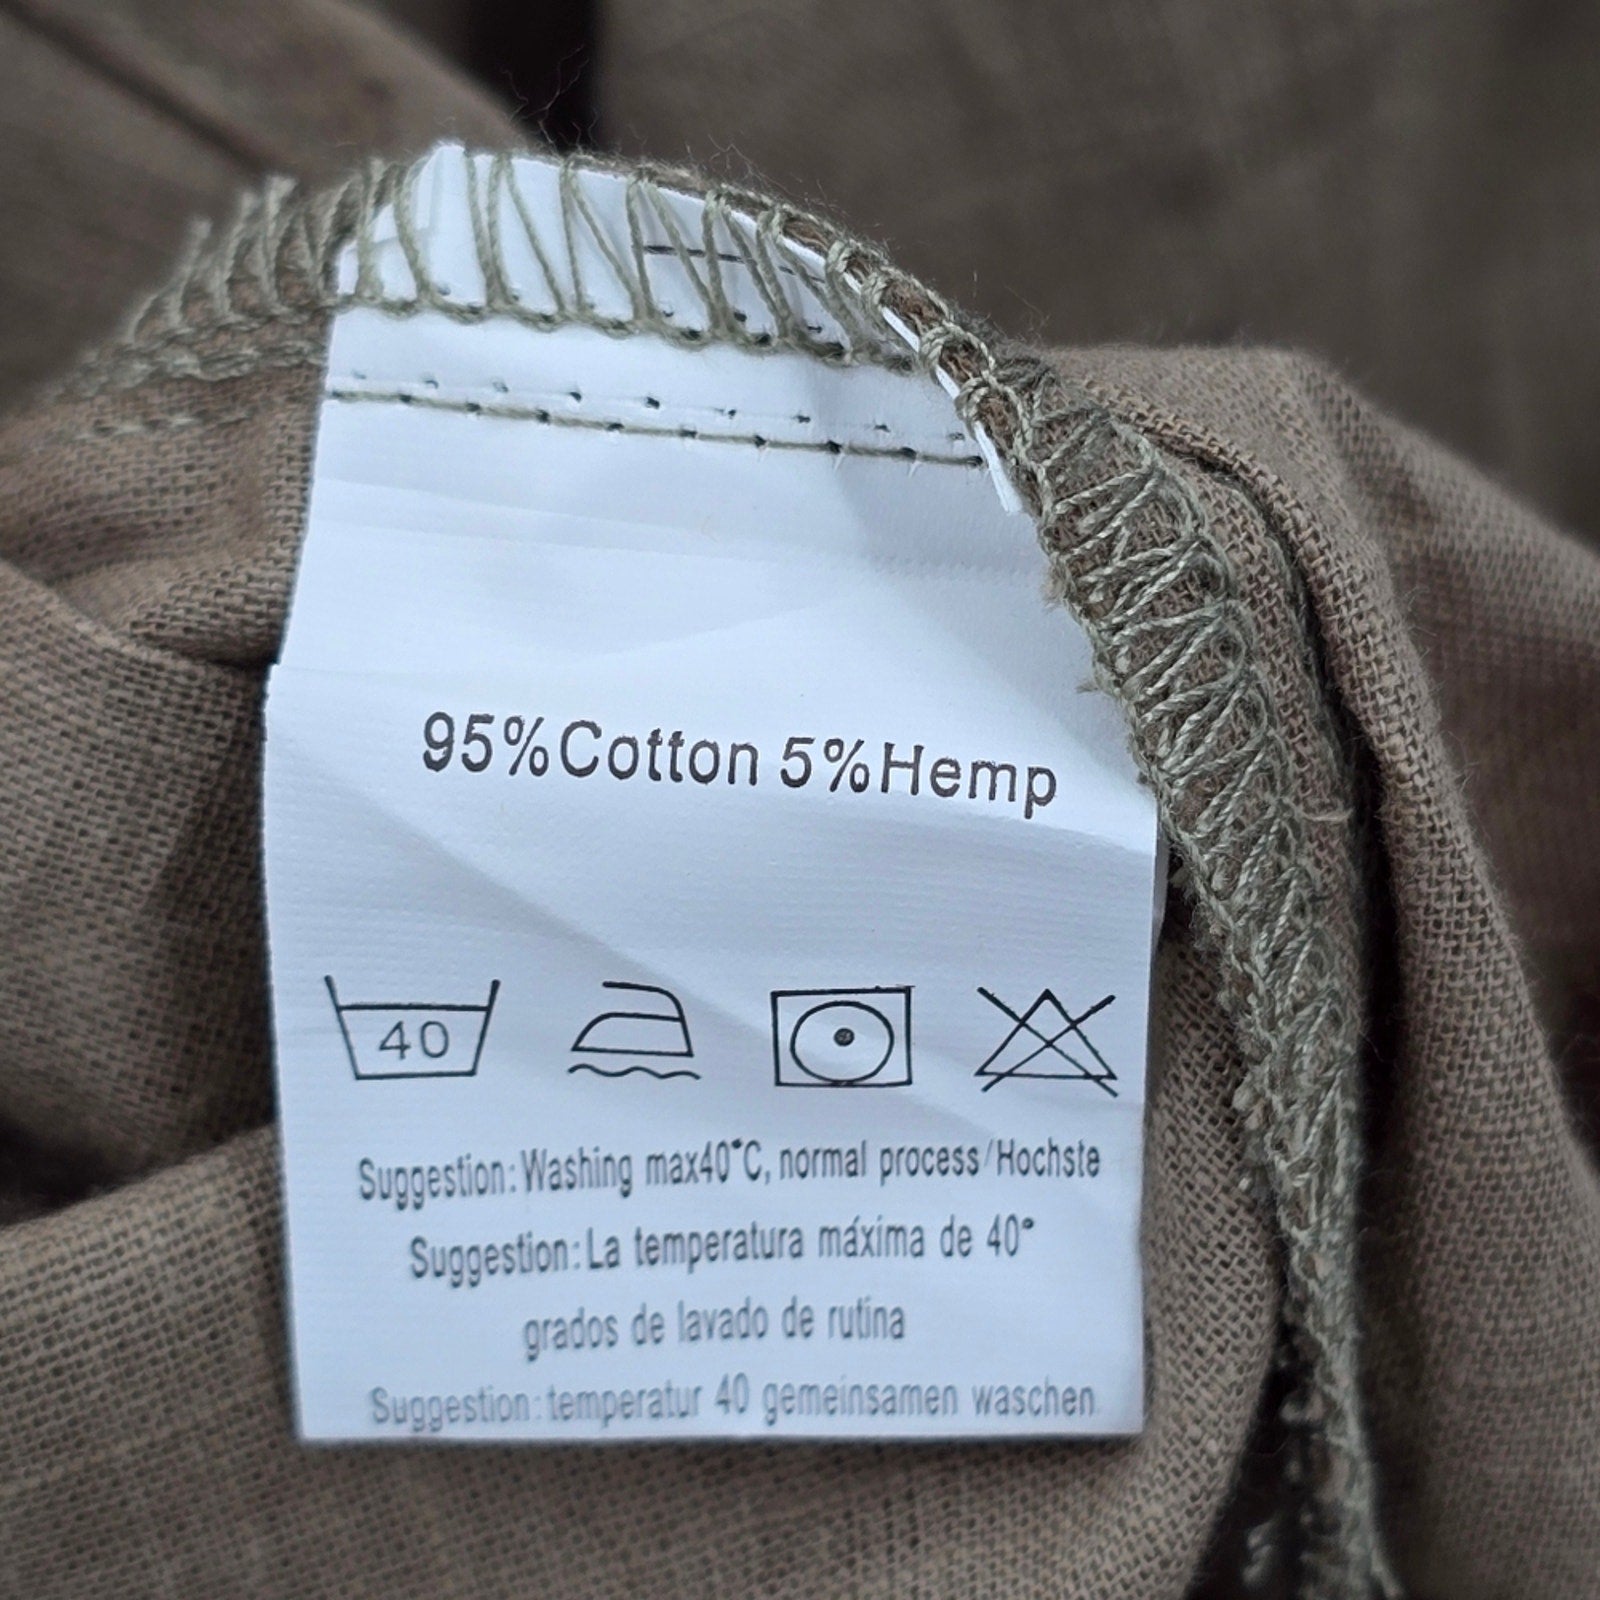 95%Cotton 5%Hemp
40
Suggestion:Washing max40°C, normal process/Hochste
Suggestion:La temperatura máxima de 40°
grados de lavado de rutina
Suggestion:temperatur 40 gemeinsamen waschen